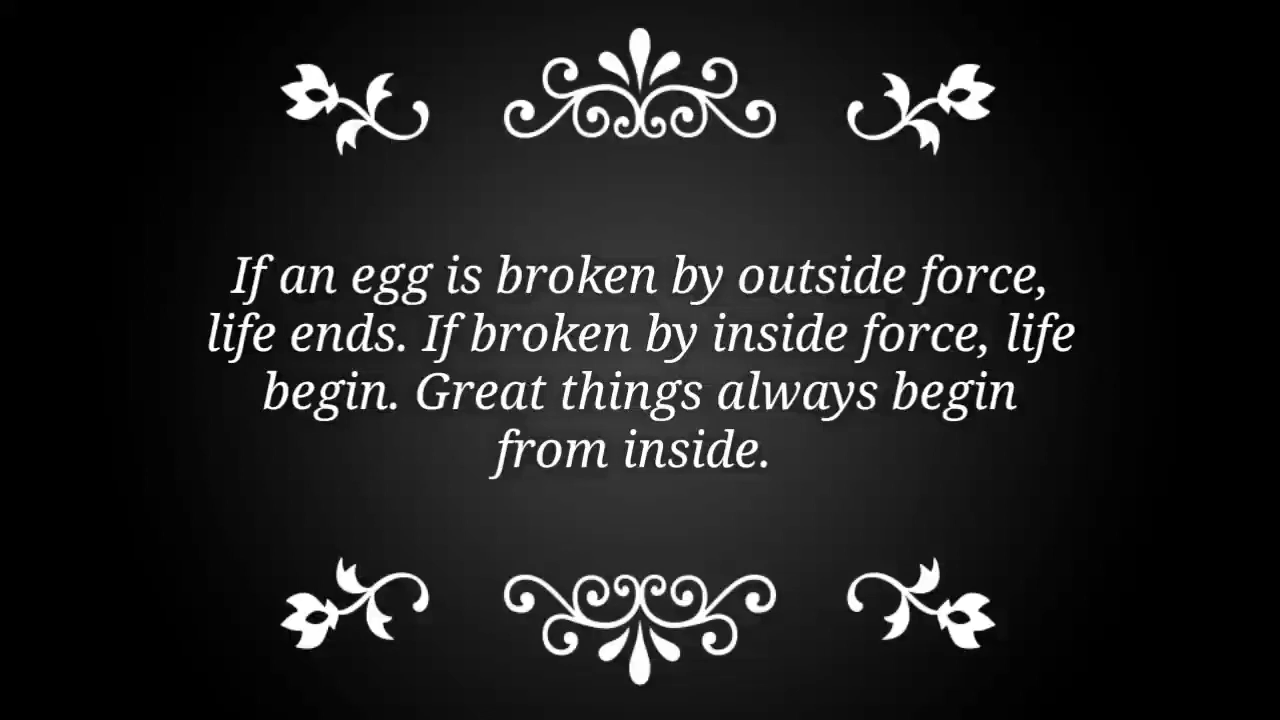 If an egg is broken by outside force,
life ends. If broken by inside force, life
begin. Great things always begin
from inside.